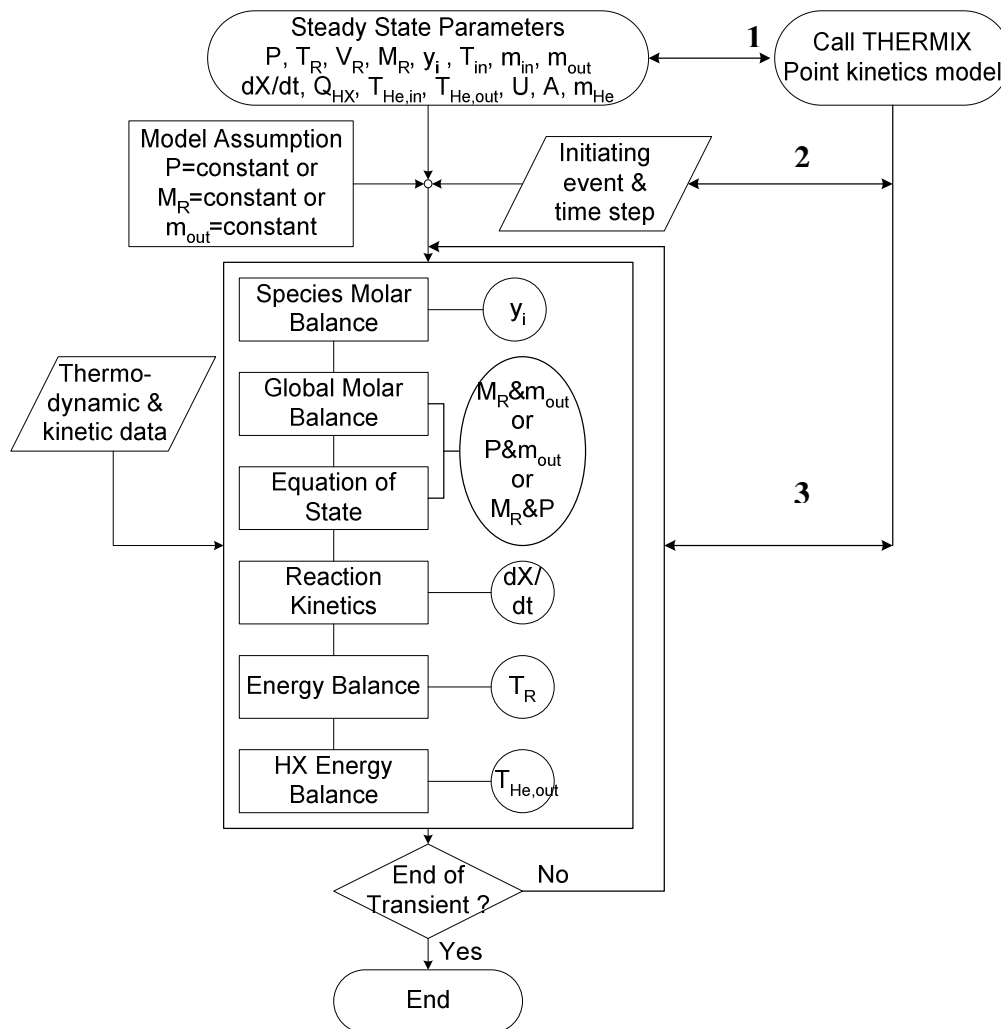 Steady State Parameters
P, T_R, V_R, M_R, y_i , T_in, m_in, m_out
dX/dt, Q_HX, T_He,in, T_He,out, U, A, m_He
1
Call THERMIX
Point kinetics model
Model Assumption
P=constant or
M_R=constant or
m_out=constant
Initiating
event &
time step
2
Species Molar
Balance
y_i
Thermo-
dynamic &
kinetic data
Global Molar
Balance
M_R&m_out
or
P&m_out
or
M_R&P
Equation of
State
3
Reaction
Kinetics
dX/
dt
Energy Balance
T_R
HX Energy
Balance
T_He,out
End of
Transient ?
No
Yes
End